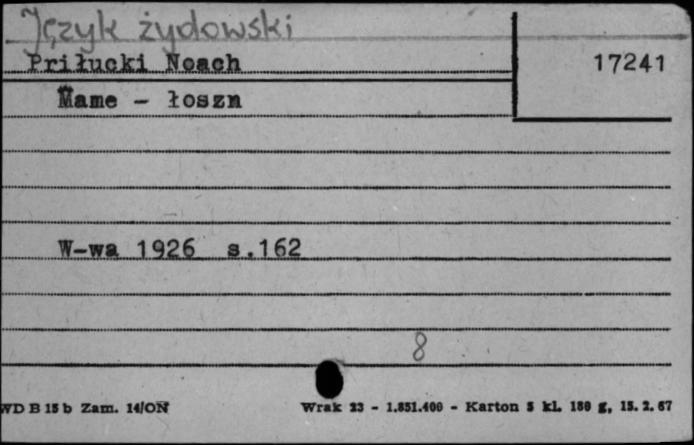 Język żydowski
Priłucki Noach
17241
Mame - łoszn
W-wa 1926 s.162
8
WD B 15 b Zam. 14/ON
Wrak 23 - 1.851.400 - Karton 5 kl. 180 g, 15. 2. 67